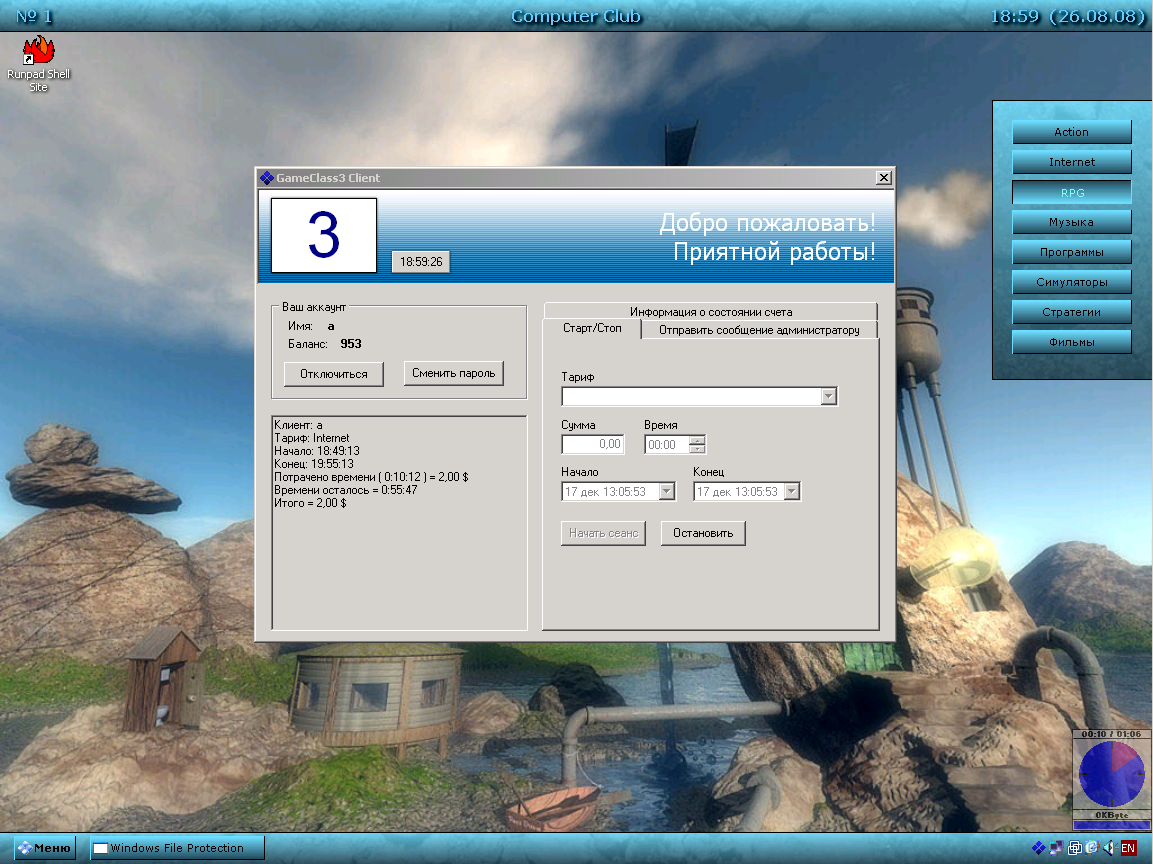 № 1
Computer Club
18:59 (26.08.08)
Runpad Shell
Site
Action
Internet
RPG
Музыка
Программы
Симуляторы
Стратегии
Фильмы
GameClass3 Client
3
18:59:26
Добро пожаловать!
Приятной работы!
Ваш аккаунт
Имя: a
Баланс: 953
Отключиться
Сменить пароль
Клиент: a
Тариф: Internet
Начало: 18:49:13
Конец: 19:55:13
Потрачено времени ( 0:10:12 ) = 2,00 $
Времени осталось = 0:55:47
Итого = 2,00 $
Информация о состоянии счета
Старт/Стоп
Отправить сообщение администратору
Тариф
Сумма
Время
0,00
00:00
Начало
Конец
17 дек 13:05:53
17 дек 13:05:53
Начать сеанс
Остановить
00:10 / 01:06
0KByte
Меню
Windows File Protection
EN